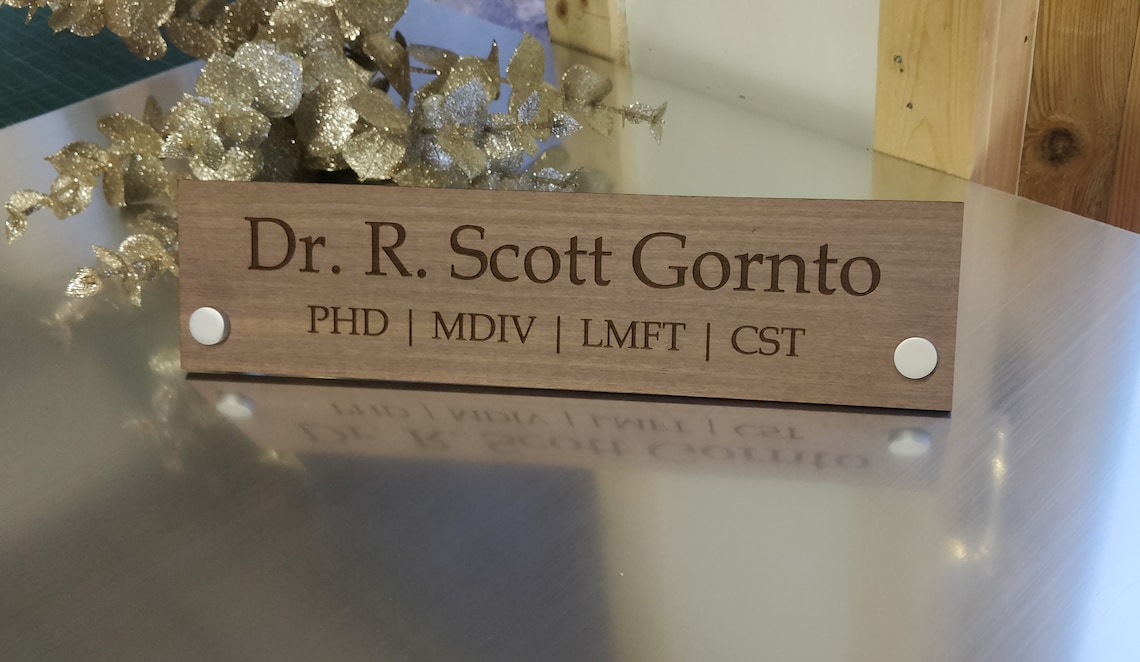 Dr. R. Scott Gornto
PHD | MDIV | LMFT | CST